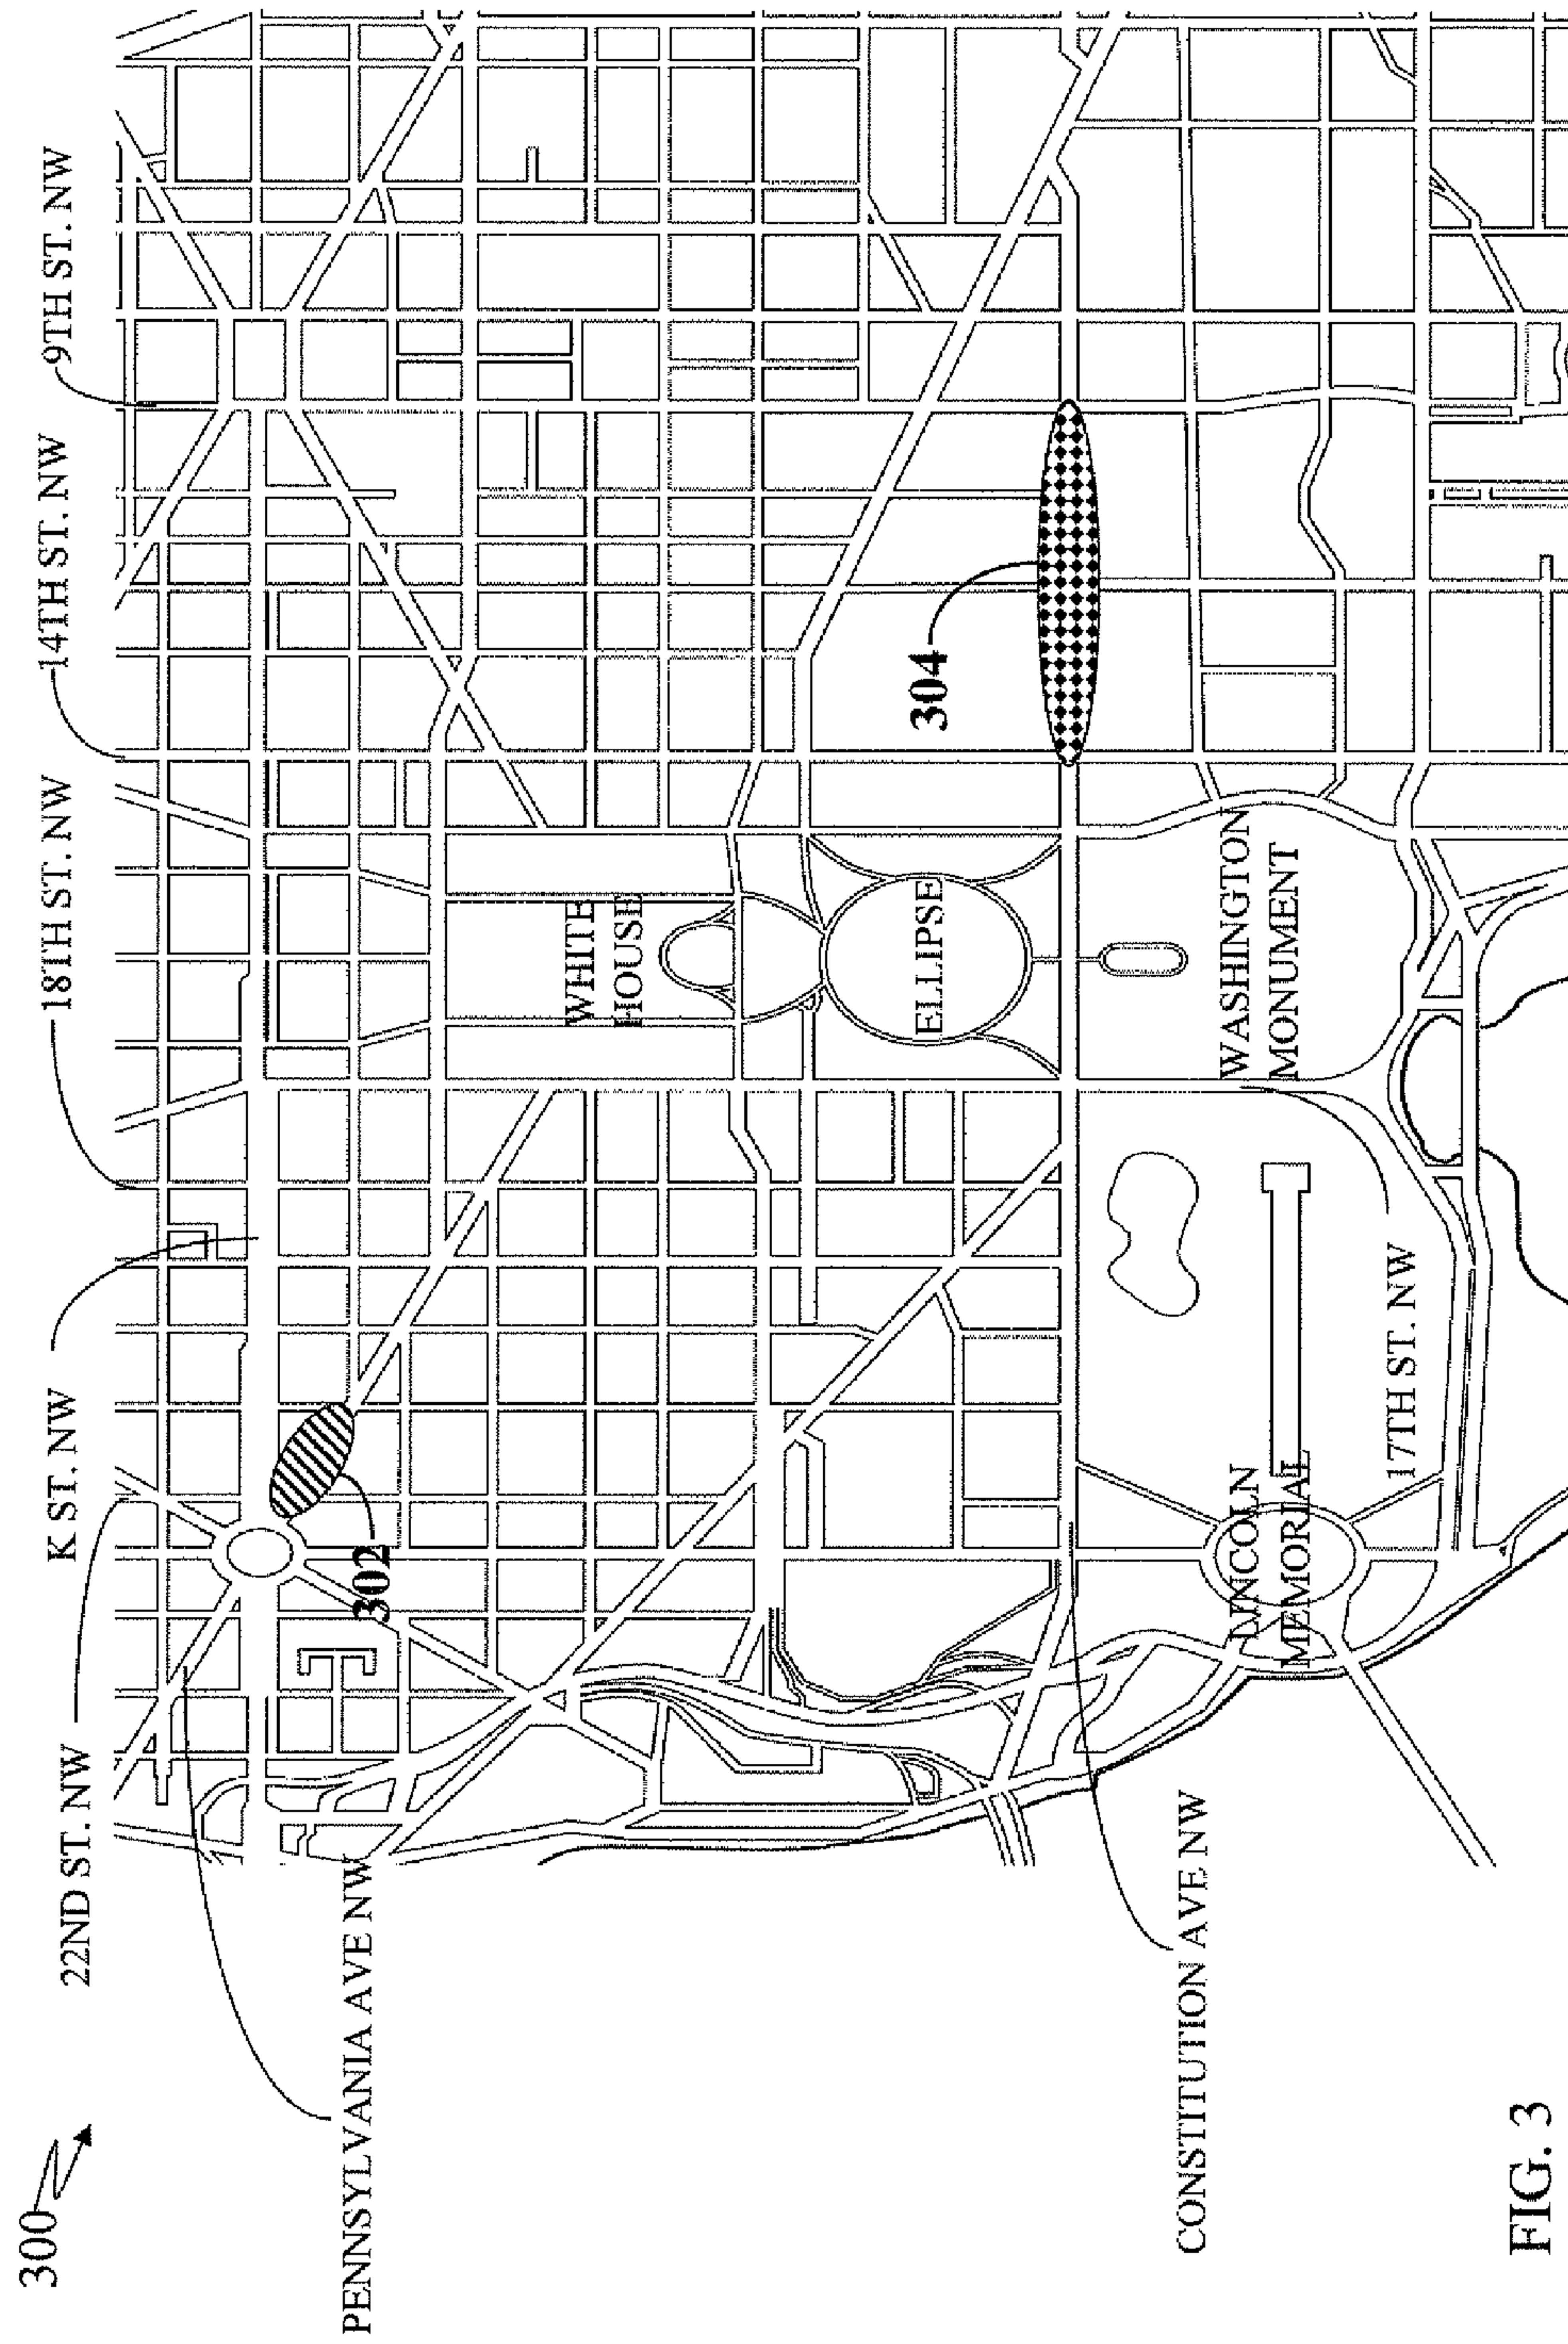 300
22ND ST. NW
K ST. NW
18TH ST. NW
14TH ST. NW
9TH ST. NW
PENNSYLVANIA AVE NW
302
WHITE
HOUSE
304
ELLIPSE
CONSTITUTION AVE NW
LINCOLN
MEMORIAL
WASHINGTON
MONUMENT
17TH ST. NW
FIG. 3